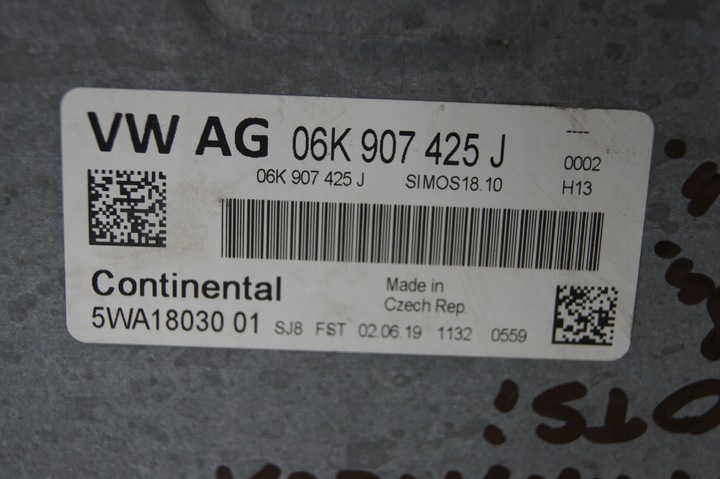 VW AG 06K 907 425 J ----
06K 907 425 J SIMOS18.10 0002
H13
Continental Made in
Czech Rep.
5WA18030 01 SJ8 FST 02.06.19 1132 0559
OTS: